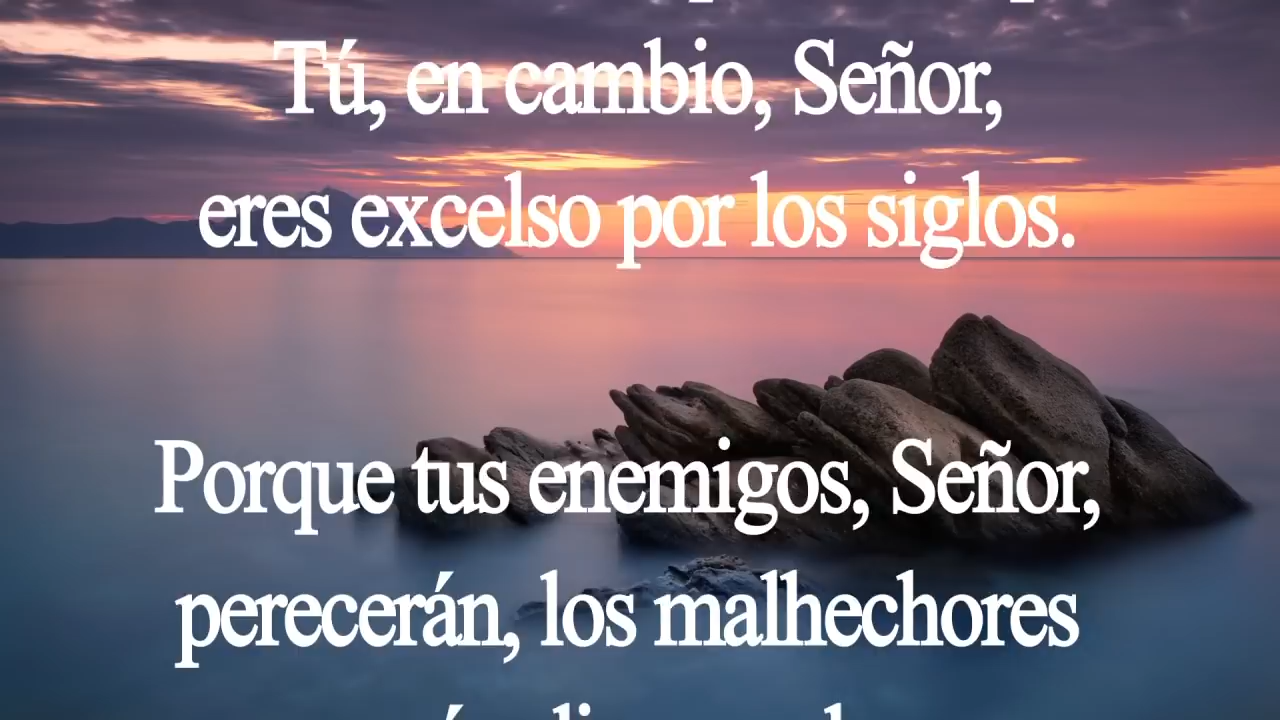 Tú, en cambio, Señor,
eres excelso por los siglos.
Porque tus enemigos, Señor,
perecerán, los malhechores